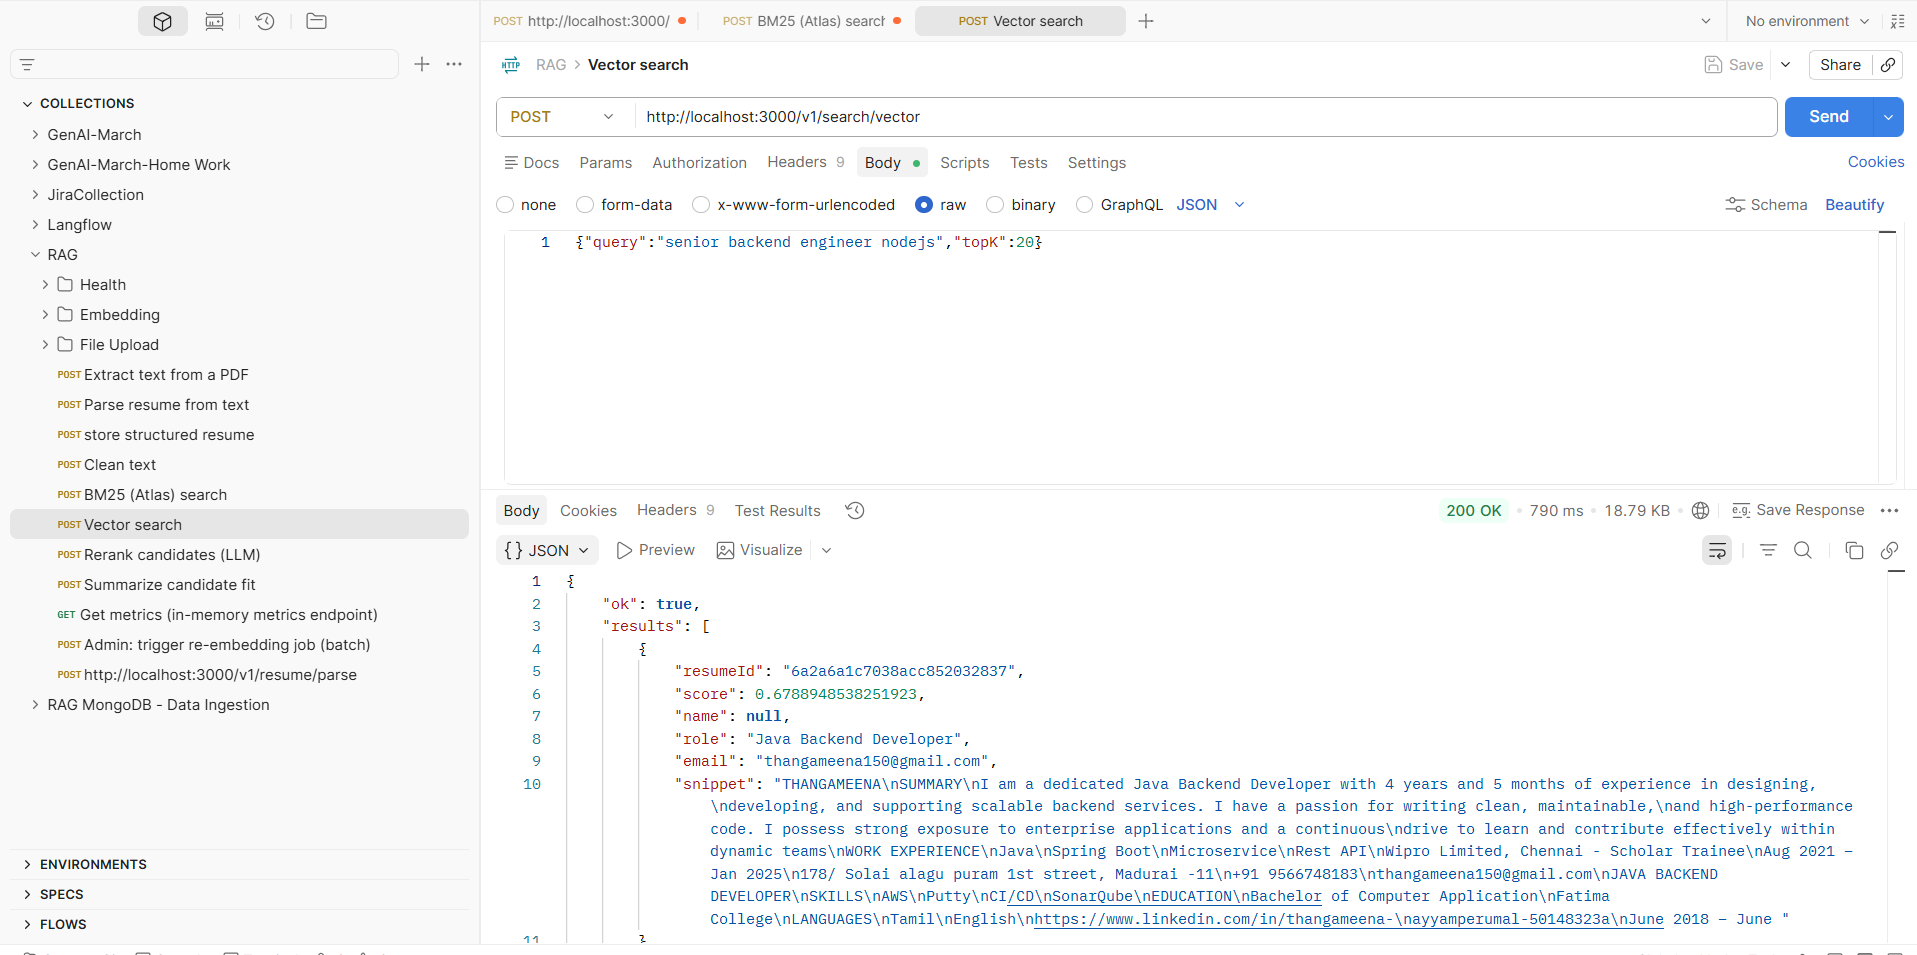 POST http://localhost:3000/
POST BM25 (Atlas) search
POST Vector search
No environment
RAG > Vector search
Save
Share
POST
http://localhost:3000/v1/search/vector
Send
Docs Params Authorization Headers 9 Body Scripts Tests Settings
Cookies
none form-data x-www-form-urlencoded raw binary GraphQL JSON
Schema Beautify
1 {"query":"senior backend engineer nodejs","topK":20}
COLLECTIONS
GenAI-March
GenAI-March-Home Work
JiraCollection
Langflow
RAG
Health
Embedding
File Upload
POST Extract text from a PDF
POST Parse resume from text
POST store structured resume
POST Clean text
POST BM25 (Atlas) search
POST Vector search
POST Rerank candidates (LLM)
POST Summarize candidate fit
GET Get metrics (in-memory metrics endpoint)
POST Admin: trigger re-embedding job (batch)
POST http://localhost:3000/v1/resume/parse
RAG MongoDB - Data Ingestion
ENVIRONMENTS
SPECS
FLOWS
Body Cookies Headers 9 Test Results
200 OK 790 ms 18.79 KB e.g. Save Response
{} JSON Preview Visualize
1 {
2 "ok": true,
3 "results": [
4 {
5 "resumeId": "6a2a6a1c7038acc852032837",
6 "score": 0.6788948538251923,
7 "name": null,
8 "role": "Java Backend Developer",
9 "email": "thangameena150@gmail.com",
10 "snippet": "THANGAMEENA\nSUMMARY\nI am a dedicated Java Backend Developer with 4 years and 5 months of experience in designing,
\ndeveloping, and supporting scalable backend services. I have a passion for writing clean, maintainable,\nand high-performance
code. I possess strong exposure to enterprise applications and a continuous\ndrive to learn and contribute effectively within
dynamic teams\nWORK EXPERIENCE\nJava\nSpring Boot\nMicroservice\nRest API\nWipro Limited, Chennai - Scholar Trainee\nAug 2021 –
Jan 2025\n178/ Solai alagu puram 1st street, Madurai -11\n+91 9566748183\nthangameena150@gmail.com\nJAVA BACKEND
DEVELOPER\nSKILLS\nAWS\nPutty\nCI/CD\nSonarQube\nEDUCATION\nBachelor of Computer Application\nFatima
College\nLANGUAGES\nTamil\nEnglish\nhttps://www.linkedin.com/in/thangameena-\nayyamperumal-50148323a\nJune 2018 – June "
11 }